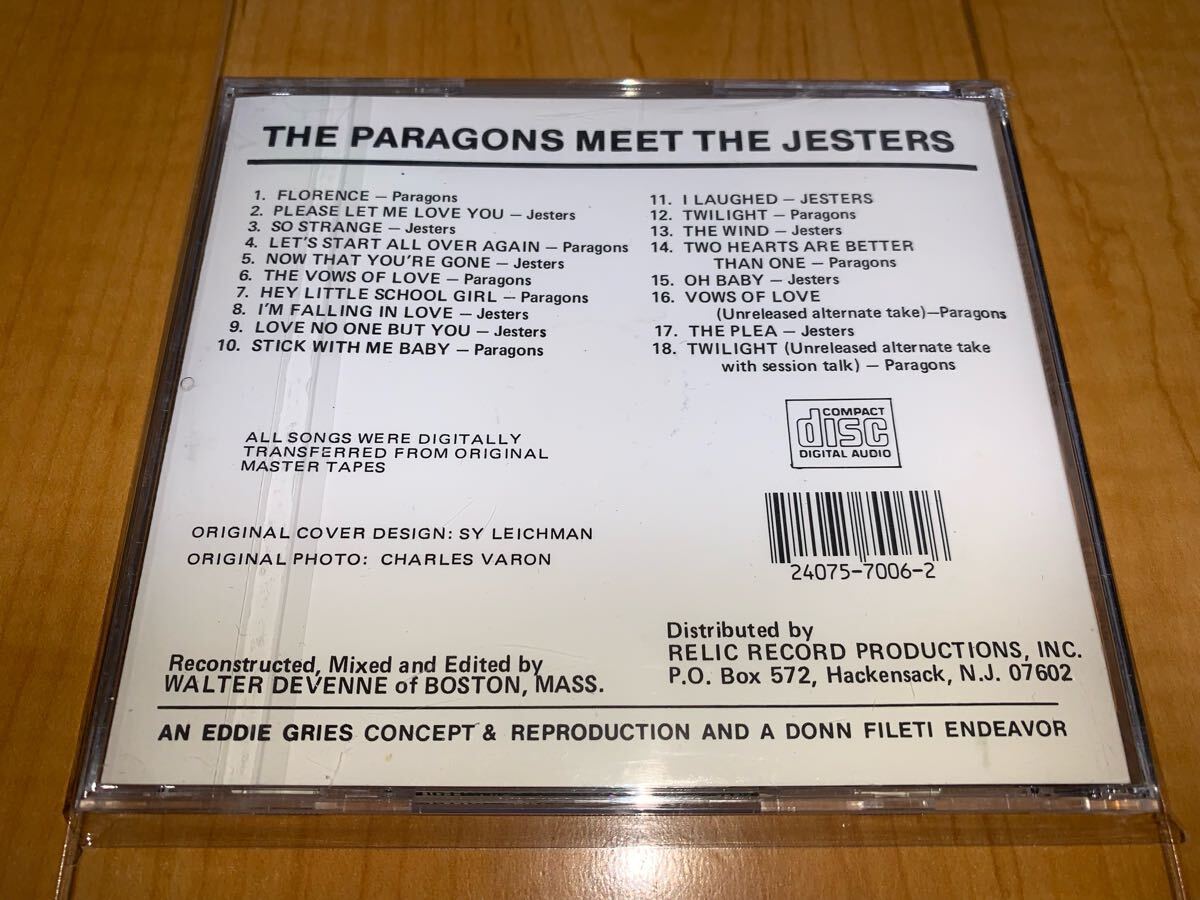 THE PARAGONS MEET THE JESTERS
1. FLORENCE – Paragons
2. PLEASE LET ME LOVE YOU – Jesters
3. SO STRANGE – Jesters
4. LET'S START ALL OVER AGAIN – Paragons
5. NOW THAT YOU'RE GONE – Jesters
6. THE VOWS OF LOVE – Paragons
7. HEY LITTLE SCHOOL GIRL – Paragons
8. I'M FALLING IN LOVE – Jesters
9. LOVE NO ONE BUT YOU – Jesters
10. STICK WITH ME BABY – Paragons
11. I LAUGHED – JESTERS
12. TWILIGHT – Paragons
13. THE WIND – Jesters
14. TWO HEARTS ARE BETTER
THAN ONE – Paragons
15. OH BABY – Jesters
16. VOWS OF LOVE
(Unreleased alternate take)–Paragons
17. THE PLEA – Jesters
18. TWILIGHT (Unreleased alternate take
with session talk) – Paragons
ALL SONGS WERE DIGITALLY
TRANSFERRED FROM ORIGINAL
MASTER TAPES
COMPACT
disc
DIGITAL AUDIO
ORIGINAL COVER DESIGN: SY LEICHMAN
ORIGINAL PHOTO: CHARLES VARON
24075-7006-2
Reconstructed, Mixed and Edited by
WALTER DEVENNE of BOSTON, MASS.
Distributed by
RELIC RECORD PRODUCTIONS, INC.
P.O. Box 572, Hackensack, N.J. 07602
AN EDDIE GRIES CONCEPT & REPRODUCTION AND A DONN FILETI ENDEAVOR